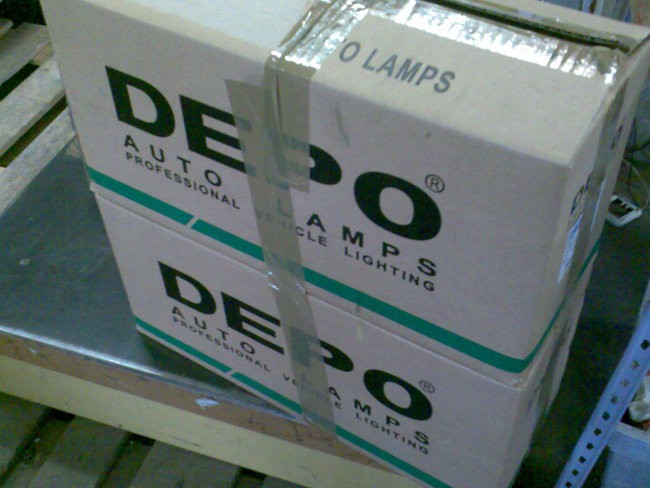 O LAMPS
DEPO®
AUTO LAMPS
PROFESSIONAL VEHICLE LIGHTING
DEPO®
AUTO LAMPS
PROFESSIONAL VEHICLE LIGHTING